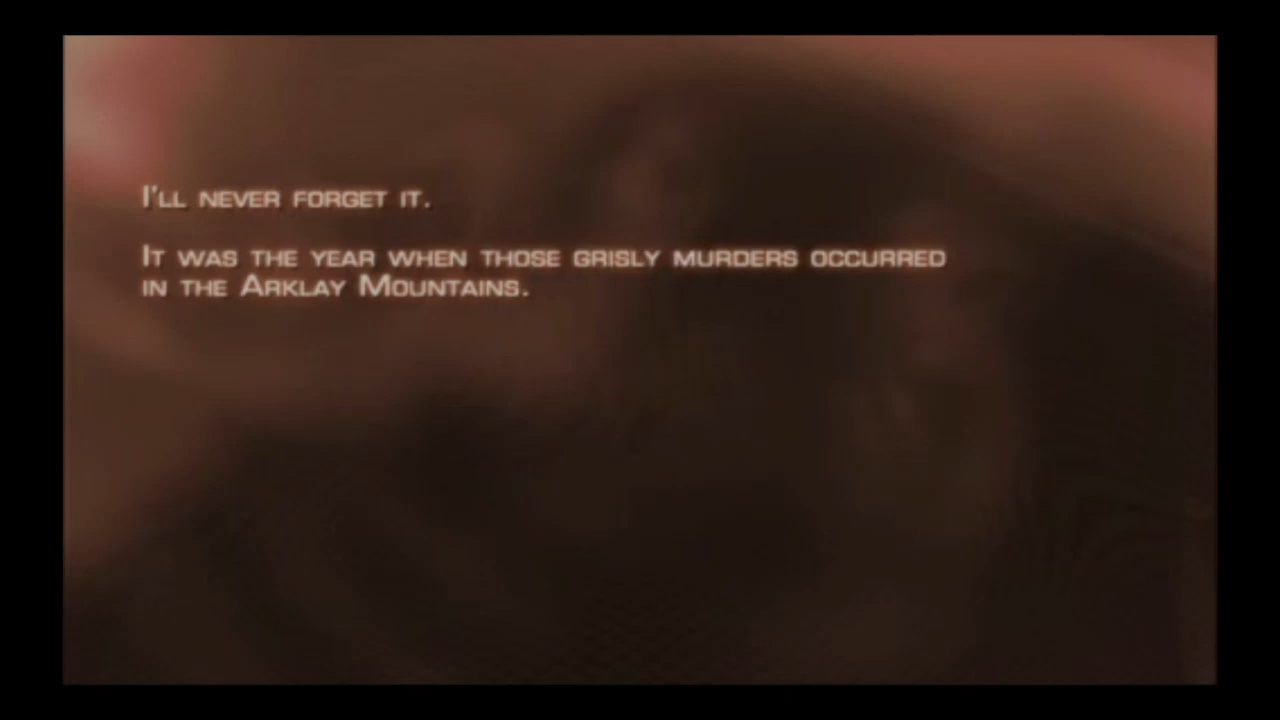 I'll never forget it.
It was the year when those grisly murders occurred
in the Arklay Mountains.